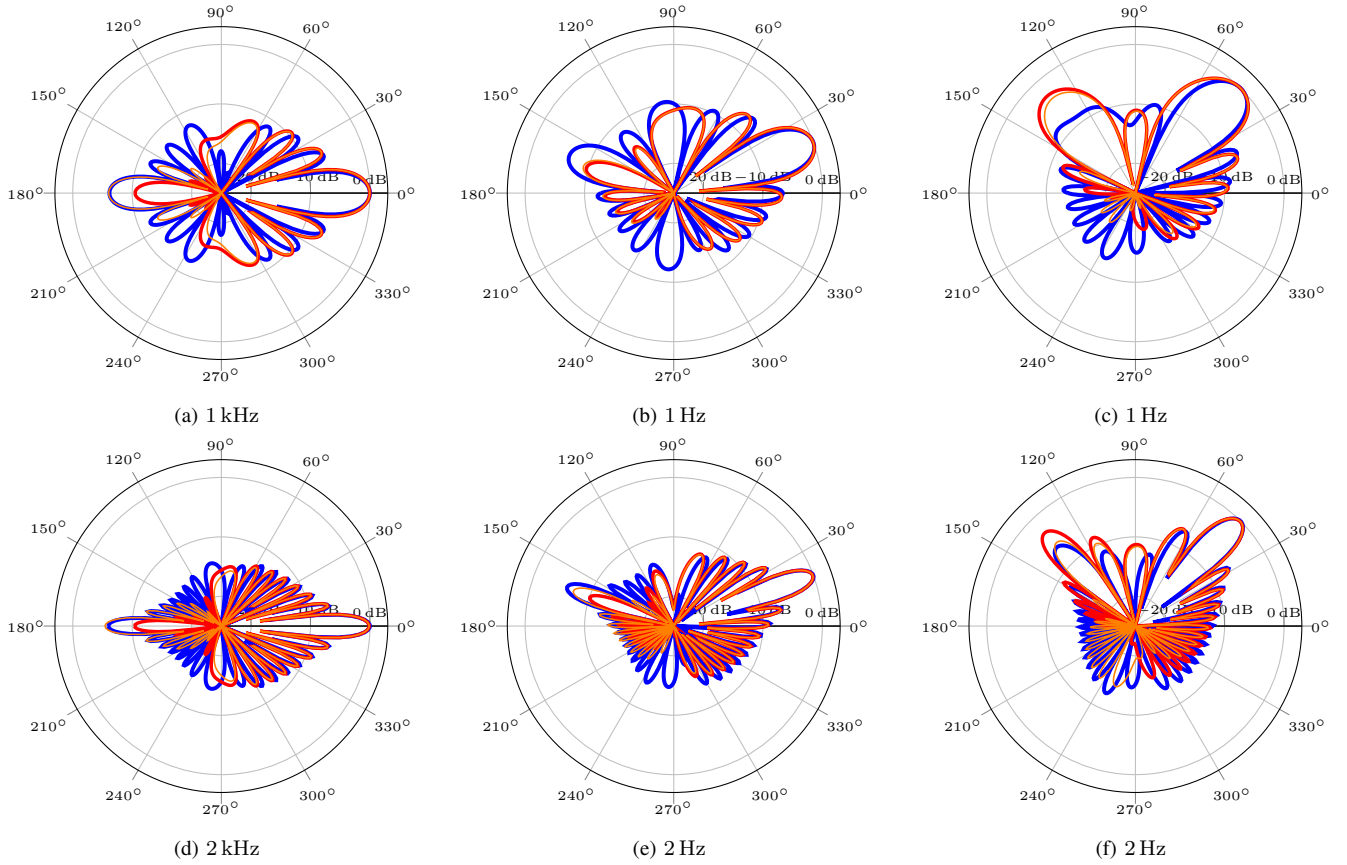 90° 90° 90°
120° 60° 120° 60° 120° 60°
150° 30° 150° 30° 150° 30°
180° −10 dB 0 dB 0° 180° −10 dB 0 dB 0° 180° −20 dB 0 dB 0°
210° 330° 210° 330° 210° 330°
240° 300° 240° 300° 240° 300°
270° 270° 270°
(a) 1 kHz (b) 1 Hz (c) 1 Hz
90° 90° 90°
120° 60° 120° 60° 120° 60°
150° 30° 150° 30° 150° 30°
180° 0 dB 0° 180° 0 dB 0° 180° −20 dB 0 dB 0°
210° 330° 210° 330° 210° 330°
240° 300° 240° 300° 240° 300°
270° 270° 270°
(d) 2 kHz (e) 2 Hz (f) 2 Hz